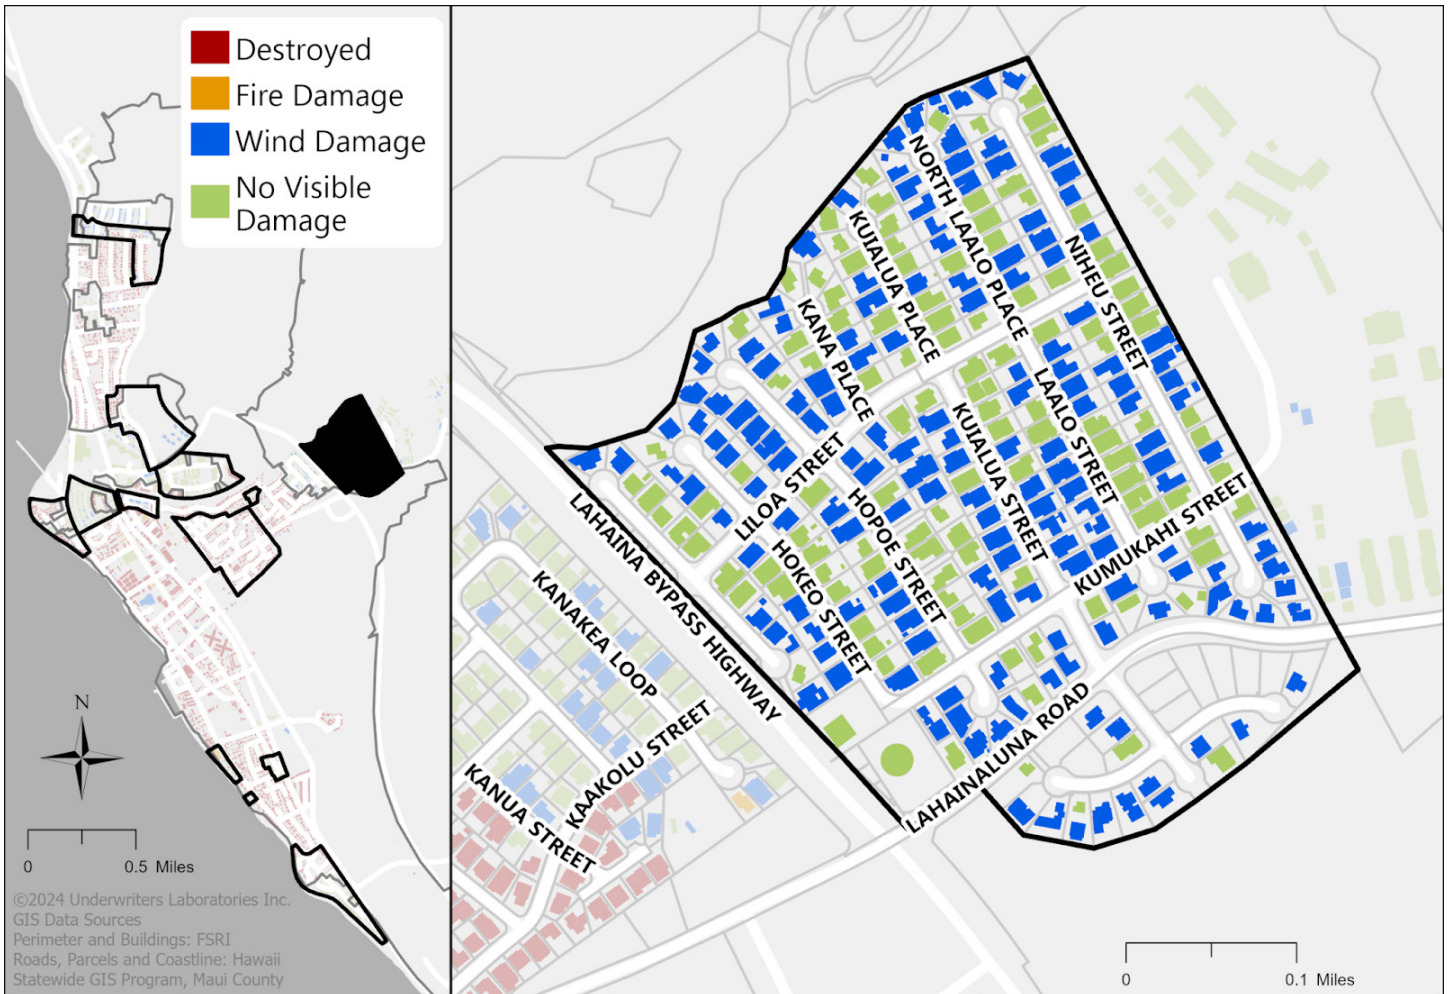 Destroyed
Fire Damage
Wind Damage
No Visible
Damage
N
0
0.5 Miles
©2024 Underwriters Laboratories Inc.
GIS Data Sources
Perimeter and Buildings: FSRI
Roads, Parcels and Coastline: Hawaii
Statewide GIS Program, Maui County
NORTH LAALO PLACE
KUIALUA PLACE
KANA PLACE
NIHEU STREET
LAALO STREET
KUIALUA STREET
LILOA STREET
HOPOE STREET
HOKEO STREET
KUMUKAHI STREET
LAHAINA BYPASS HIGHWAY
LAHAINALUNA ROAD
KANAKEA LOOP
KAAKOLU STREET
KANUA STREET
0
0.1 Miles